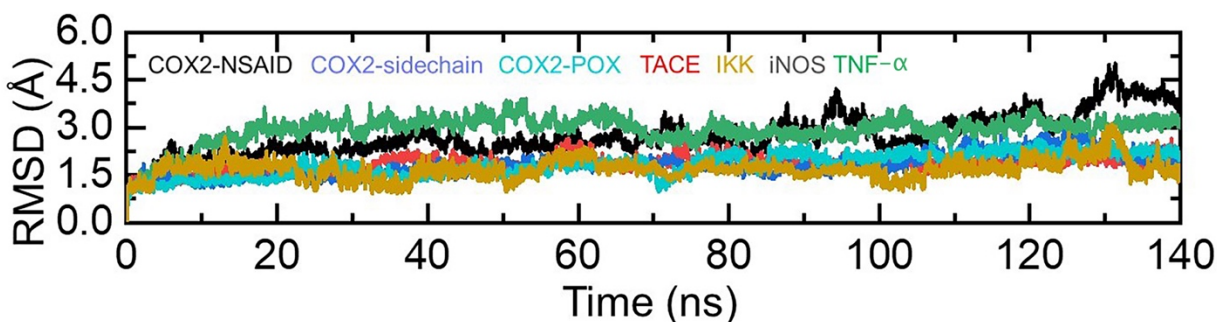 6.0
4.5
3.0
1.5
0.0
RMSD (Å)
COX2-NSAID COX2-sidechain COX2-POX TACE IKK iNOS TNF-α
0 20 40 60 80 100 120 140
Time (ns)